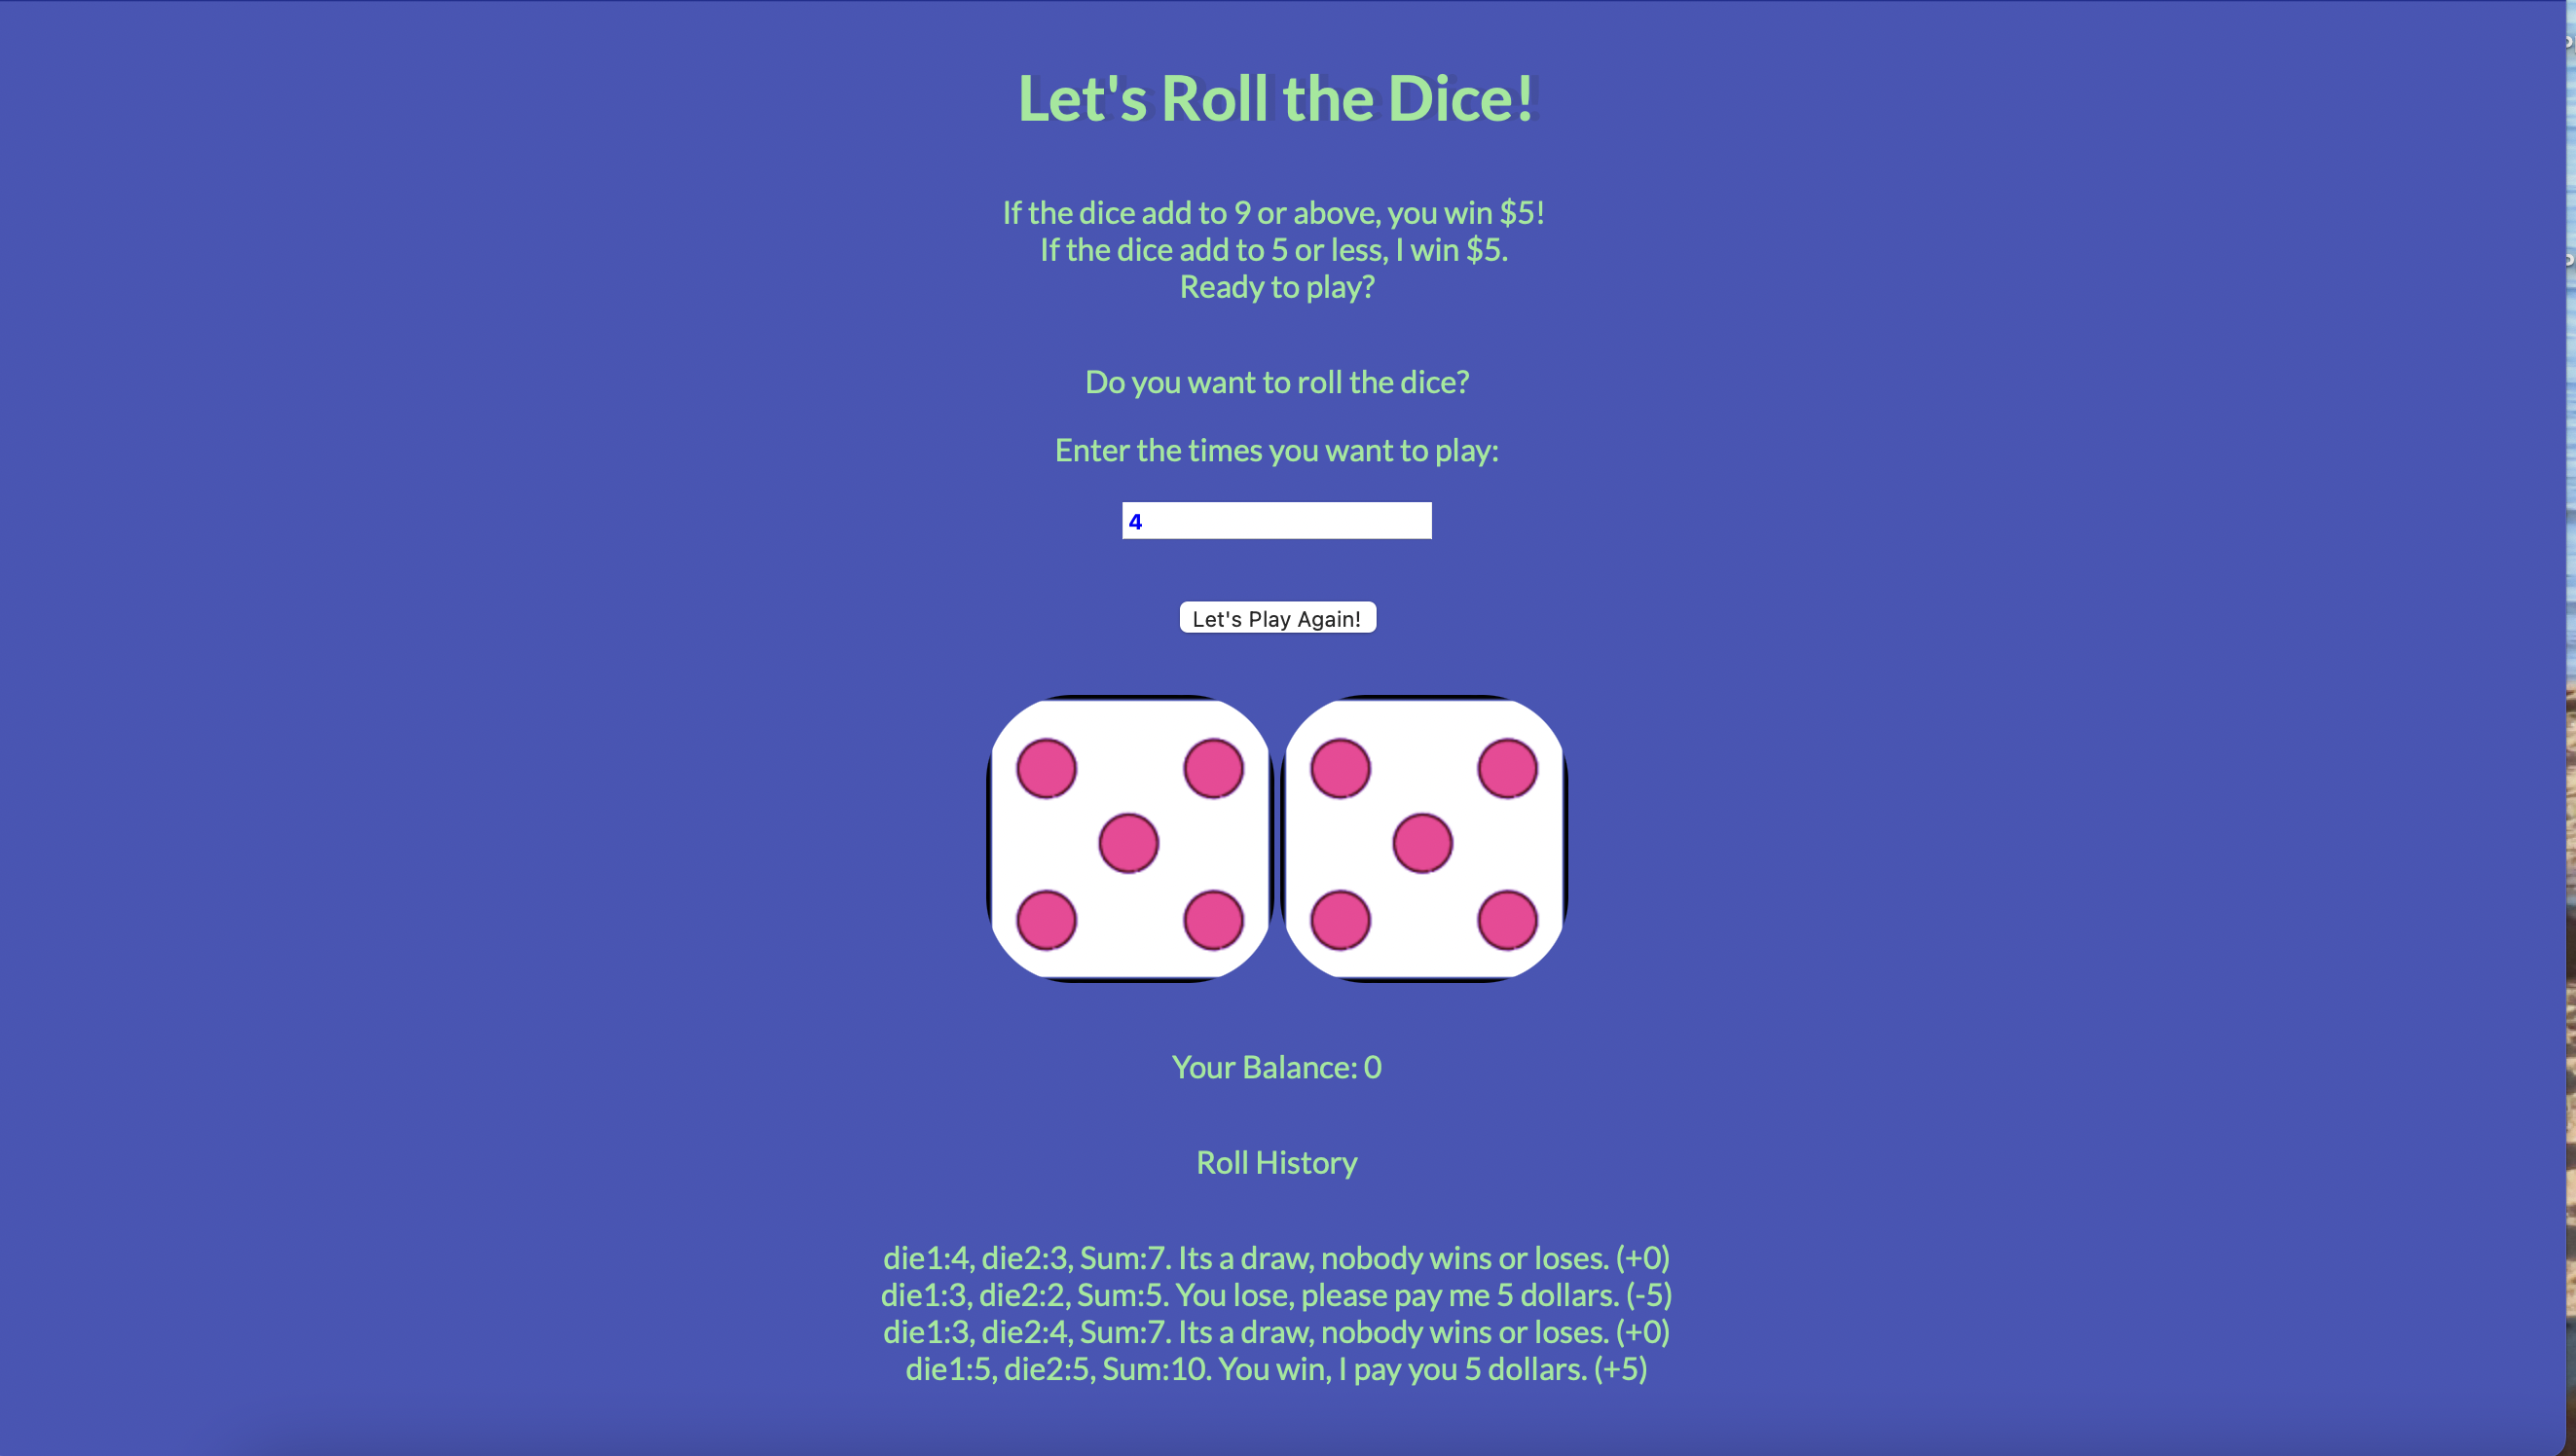 Let's Roll the Dice!
If the dice add to 9 or above, you win $5!
If the dice add to 5 or less, I win $5.
Ready to play?
Do you want to roll the dice?
Enter the times you want to play:
4
Let's Play Again!
Your Balance: 0
Roll History
die1:4, die2:3, Sum:7. Its a draw, nobody wins or loses. (+0)
die1:3, die2:2, Sum:5. You lose, please pay me 5 dollars. (-5)
die1:3, die2:4, Sum:7. Its a draw, nobody wins or loses. (+0)
die1:5, die2:5, Sum:10. You win, I pay you 5 dollars. (+5)